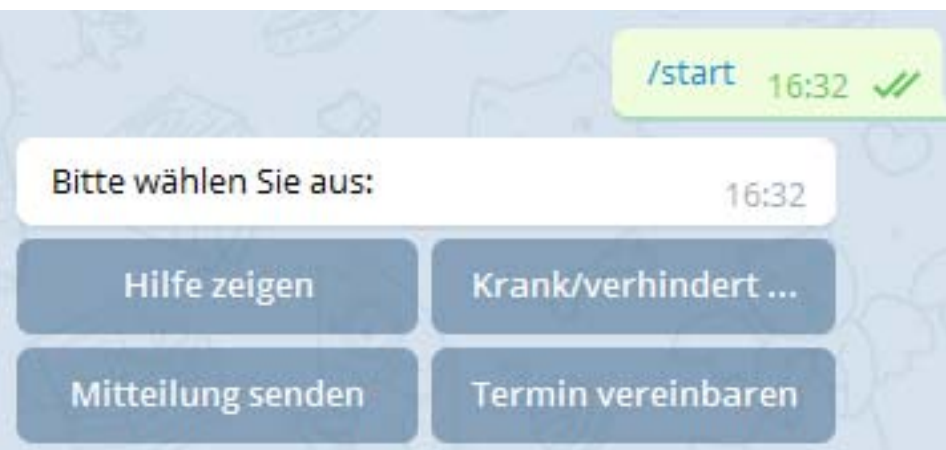 /start 16:32
Bitte wählen Sie aus: 16:32
Hilfe zeigen
Krank/verhindert ...
Mitteilung senden
Termin vereinbaren